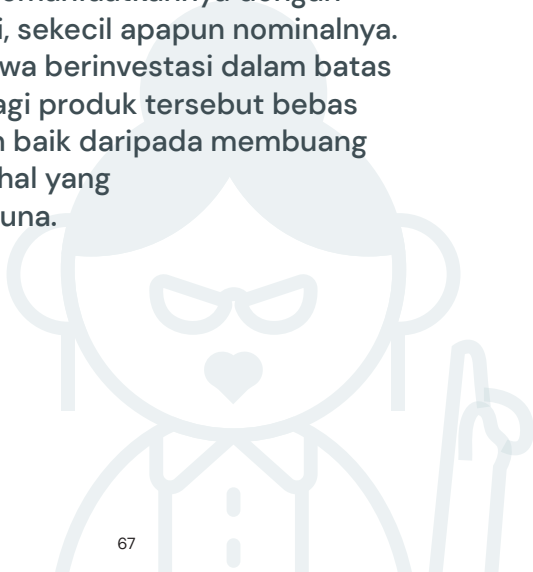 i, sekecil apapun nominalnya.
wa berinvestasi dalam batas
agi produk tersebut bebas
baik daripada membuang
hal yang
una.
67